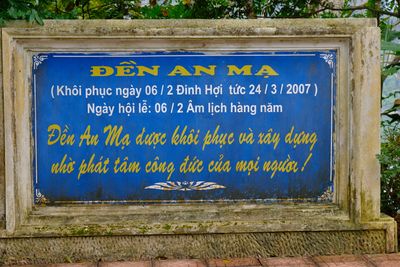 ĐỀN AN MẠ
( Khôi phục ngày 06 / 2 Đinh Hợi tức 24 / 3 / 2007 )
Ngày hội lễ: 06 / 2 Âm lịch hàng năm
Đền An Mạ được khôi phục và xây dựng
nhờ phát tâm công đức của mọi người !